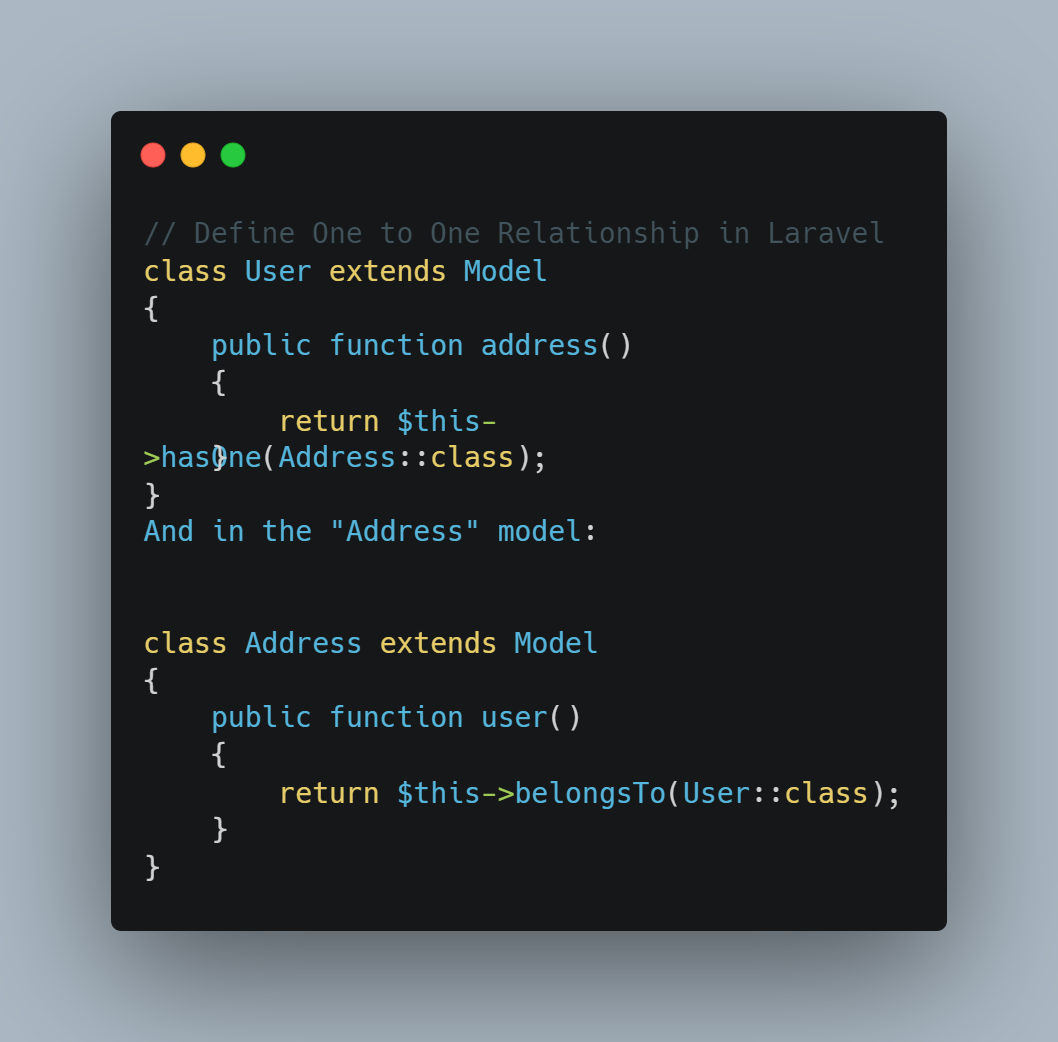 // Define One to One Relationship in Laravel
class User extends Model
{
    public function address()
    {
        return $this-
>hasOne(Address::class);
    }
}
And in the "Address" model:
class Address extends Model
{
    public function user()
    {
        return $this->belongsTo(User::class);
    }
}